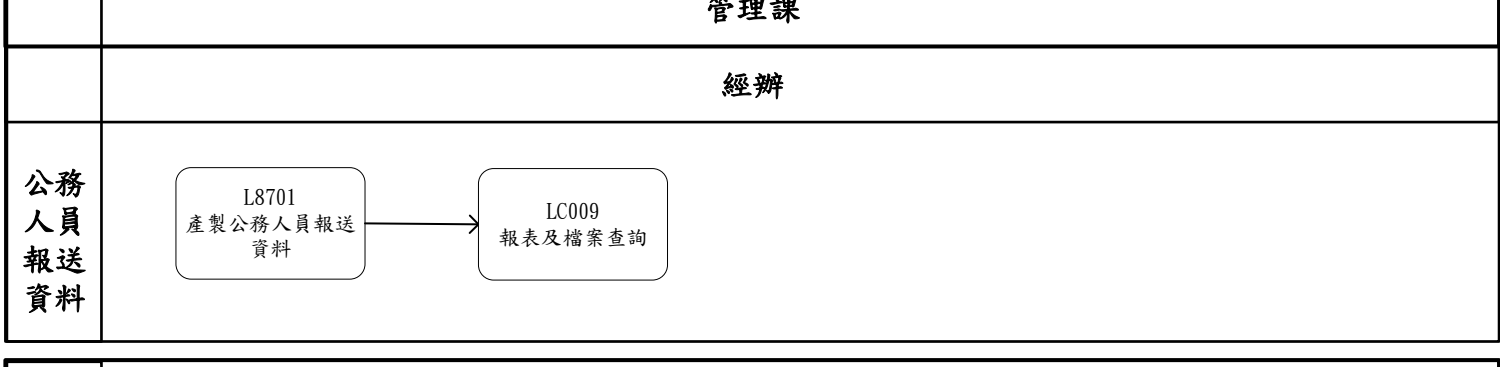 管理課
經辦
公務
人員
報送
資料
L8701
產製公務人員報送
資料
LC009
報表及檔案查詢